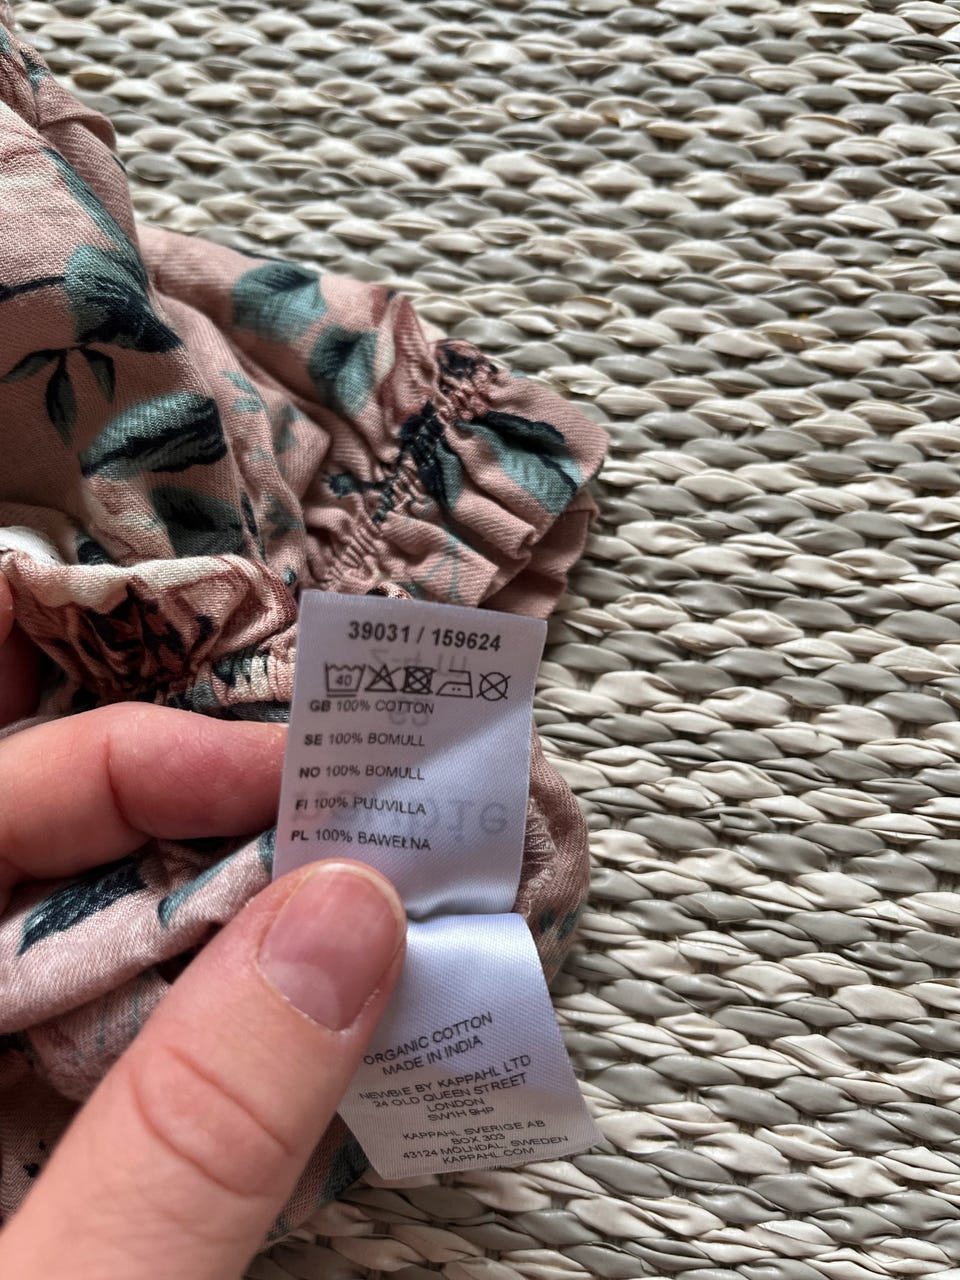 39031 / 159624
40
GB 100% COTTON
SE 100% BOMULL
NO 100% BOMULL
FI 100% PUUVILLA
PL 100% BAWEŁNA
ORGANIC COTTON
MADE IN INDIA
NEWBIE BY KAPPAHL LTD
24 OLD QUEEN STREET
LONDON
SW1H 9HP
KAPPAHL SVERIGE AB
BOX 303
43124 MÖLNDAL, SWEDEN
KAPPAHL.COM